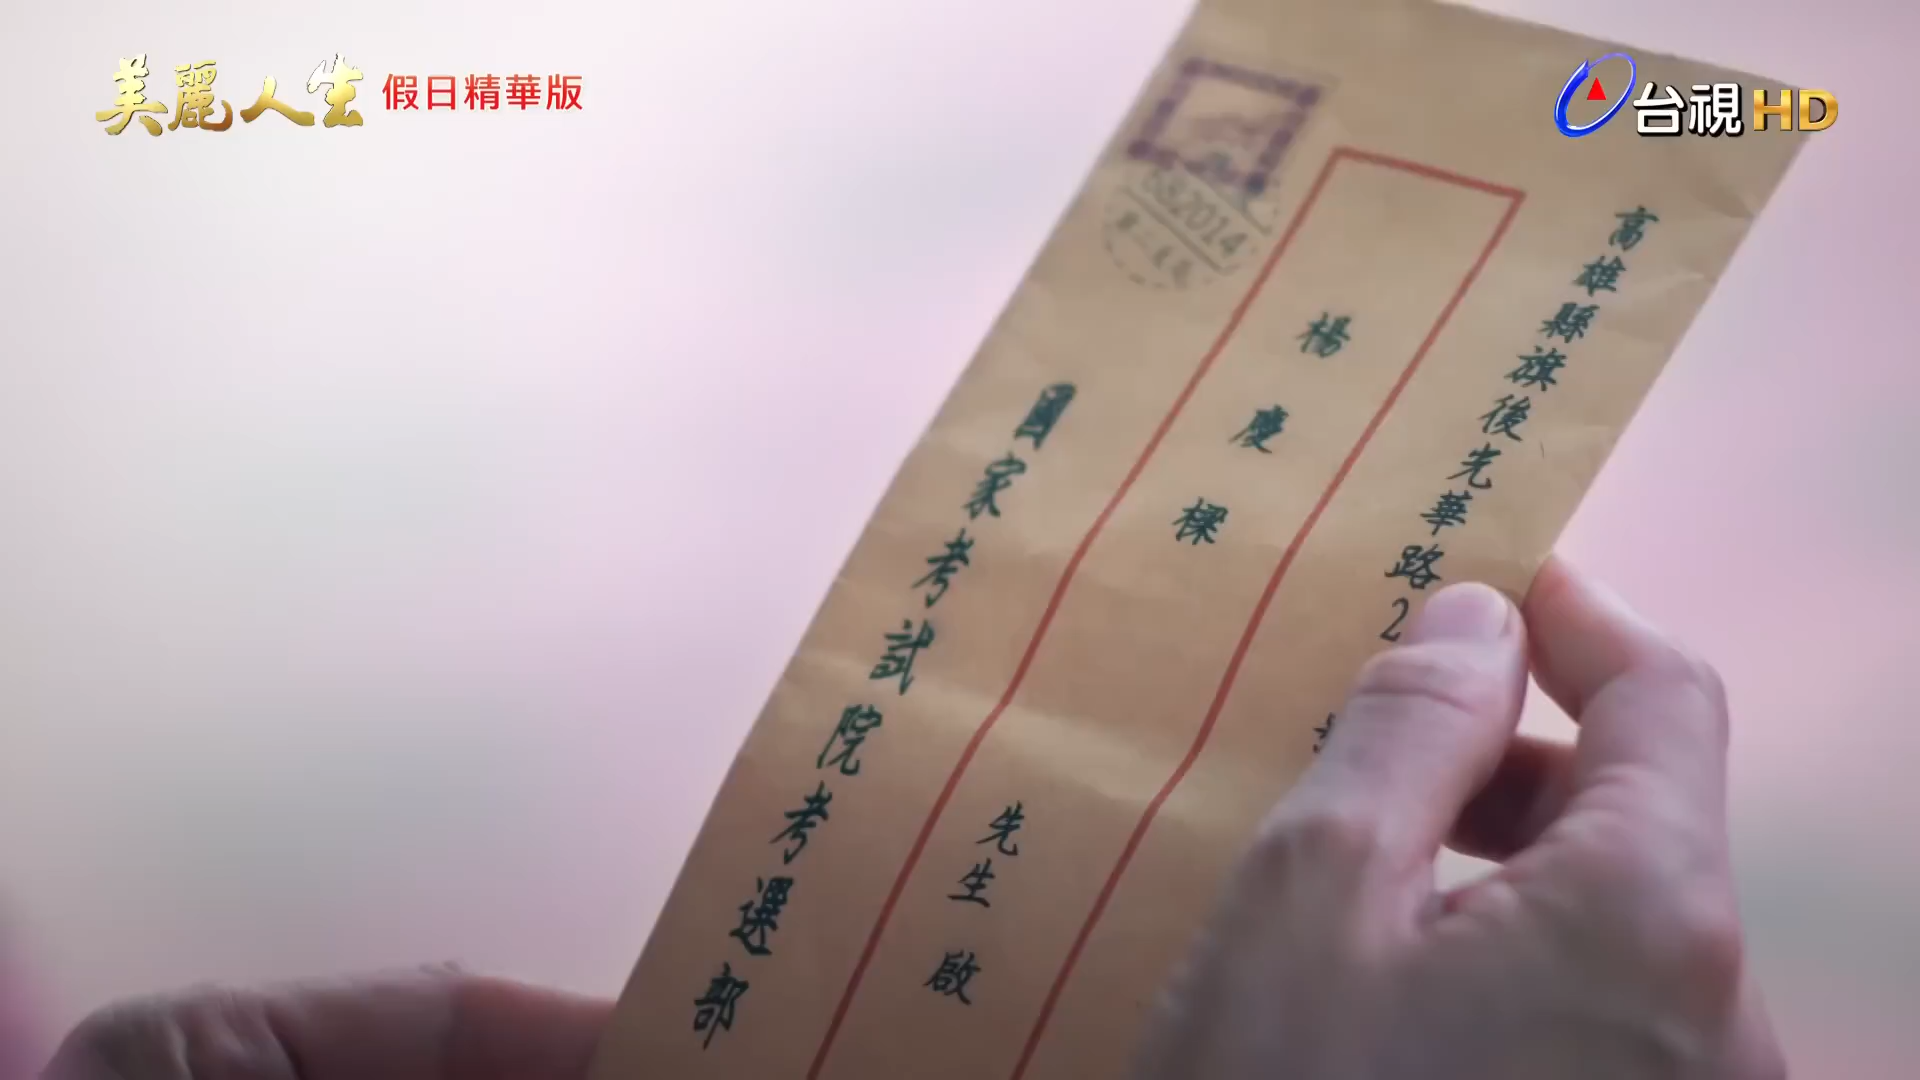 美麗人生 假日精華版
台視HD
高雄縣旗後光華路2
楊慶樑 先生 啟
國家考試院考選部
682014